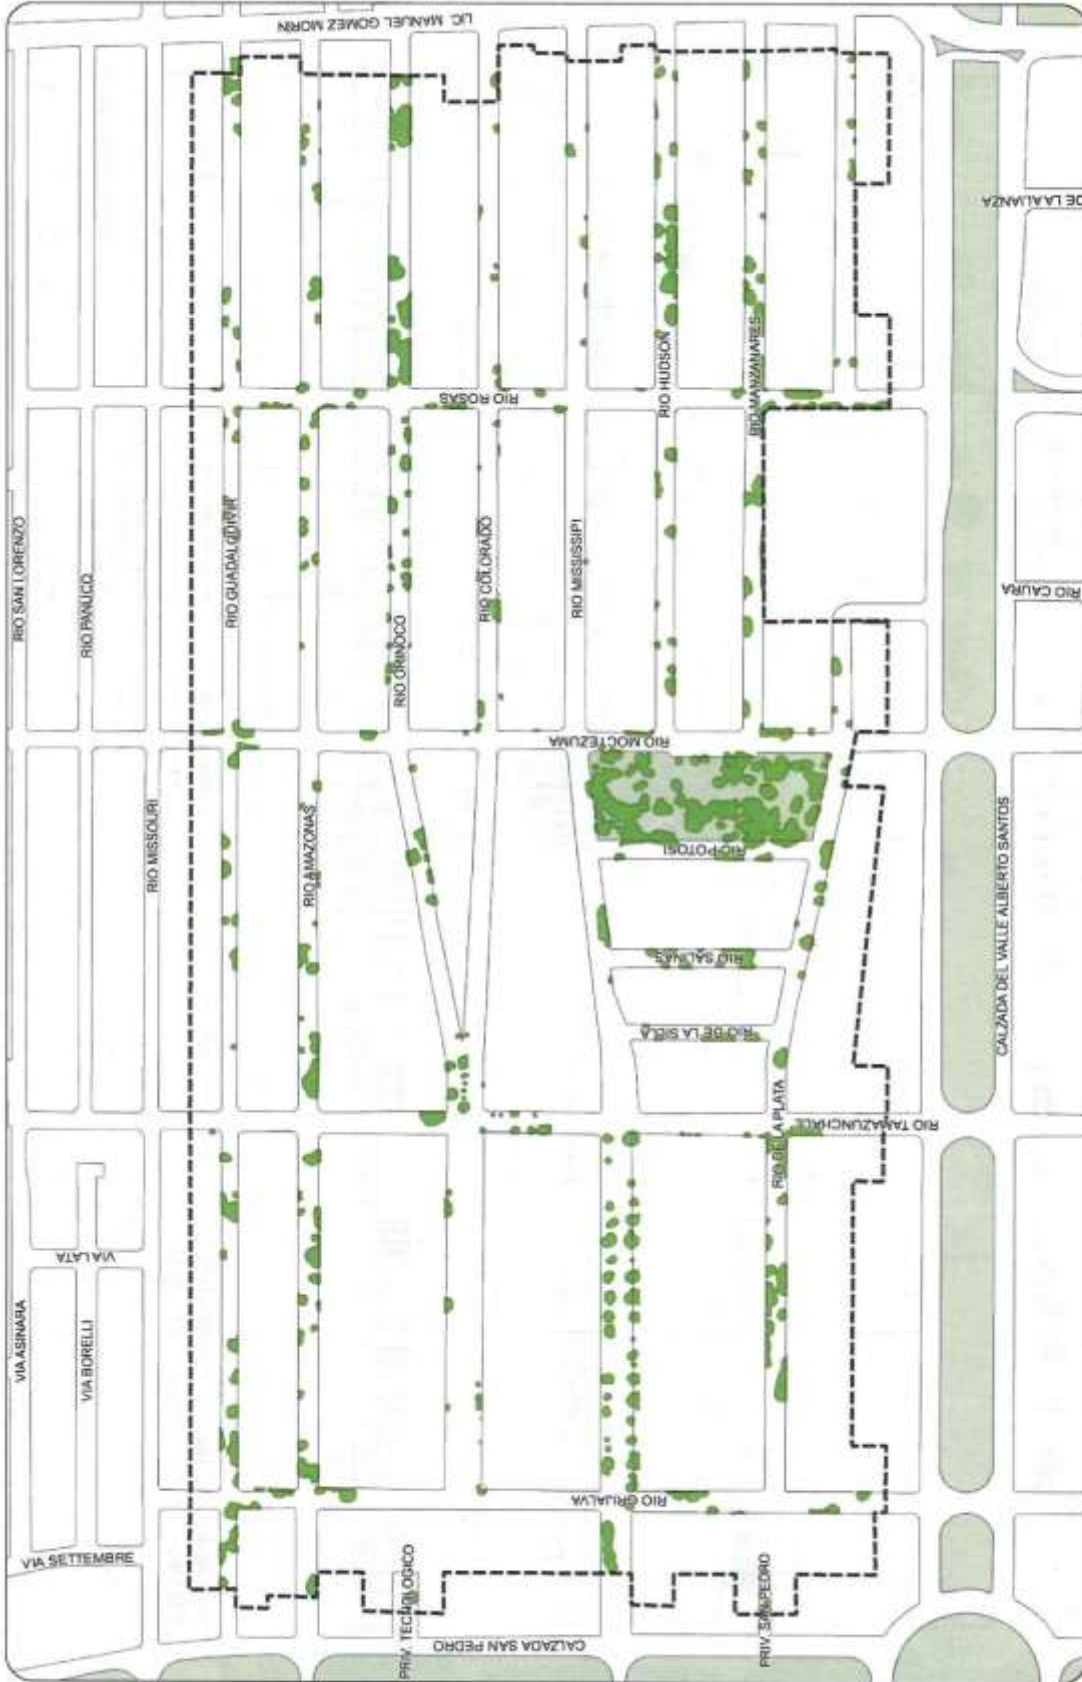 LIC. MANUEL GOMEZ MORIN
DE LA ALIANZA
RIO ROSAS
RIO HUDSON
RIO MANZANARES
RIO SAN LORENZO
RIO PANUCO
RIO GUADALQUIVIR
RIO ORINOCO
RIO COLORADO
RIO MISSISSIPI
RIO CAURA
RIO MOCTEZUMA
RIO MISSOURI
RIO AMAZONAS
RIO POTOSI
RIO SALINAS
RIO DE LA SILLA
CALZADA DEL VALLE ALBERTO SANTOS
RIO DE LA PLATA
RIO TAMAZUNCHALE
VIA LATA
VIA ASINARA
VIA BORELLI
RIO GRIJALVA
VIA SETTEMBRE
PRIV. TECNOLOGICO
CALZADA SAN PEDRO
PRIV. SAN PEDRO